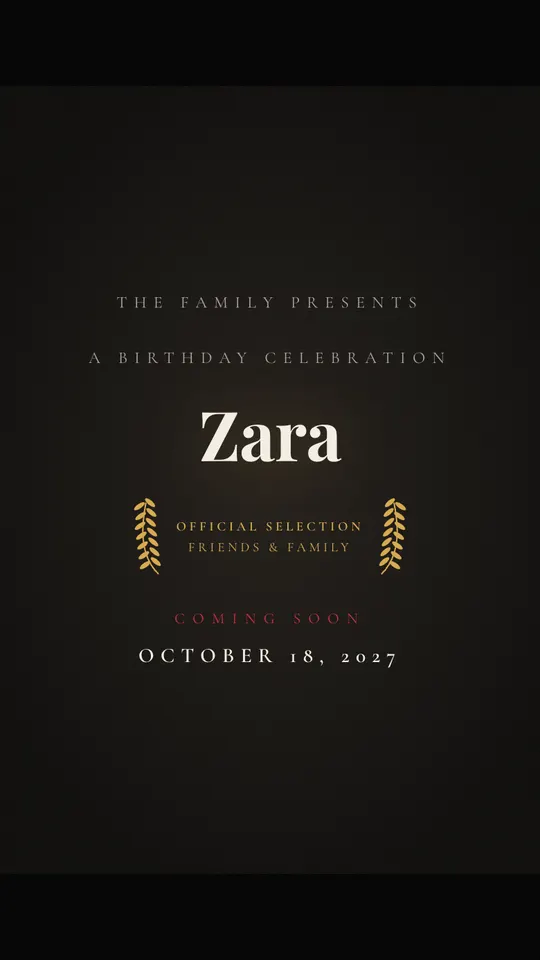 THE FAMILY PRESENTS
A BIRTHDAY CELEBRATION
Zara
OFFICIAL SELECTION
FRIENDS & FAMILY
COMING SOON
OCTOBER 18, 2027